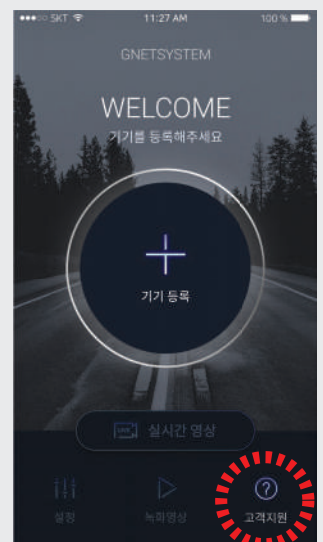 SKT 11:27 AM 100 %
GNETSYSTEM
WELCOME
기기를 등록해주세요
기기 등록
LIVE 실시간 영상
설정 녹화영상 고객지원